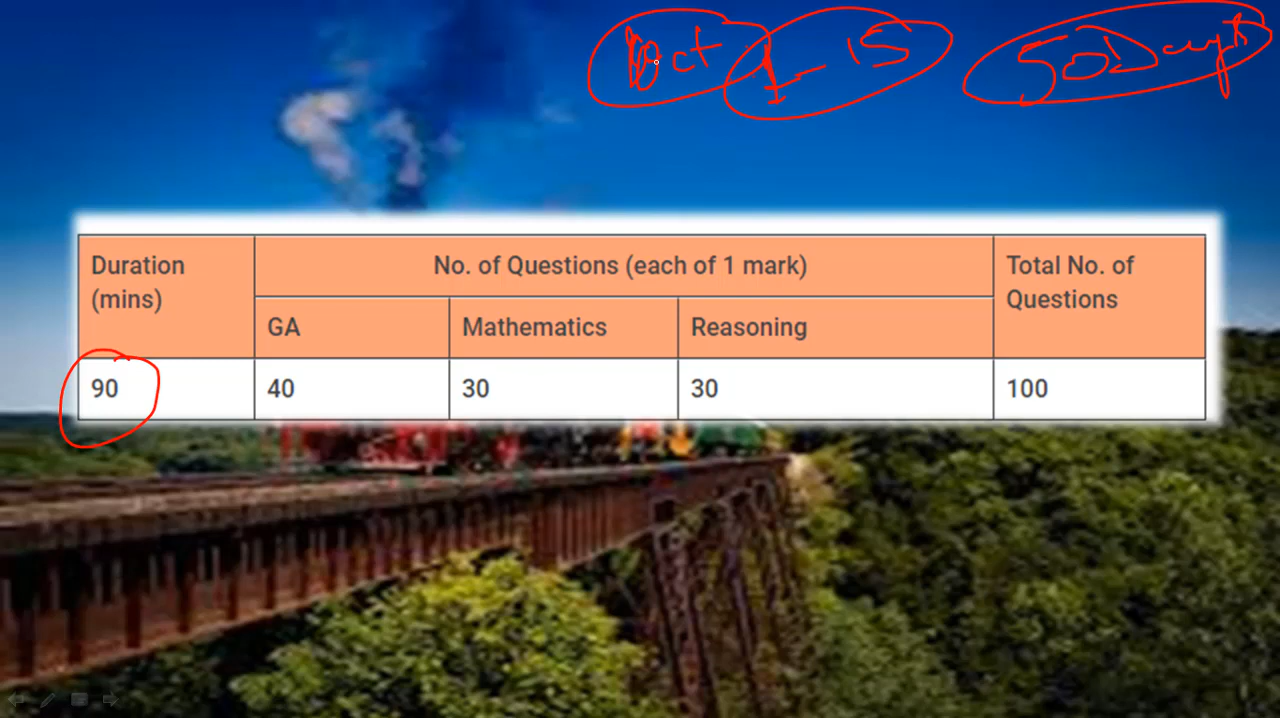 Oct 1-15 50 Days
Duration (mins) No. of Questions (each of 1 mark) Total No. of Questions
GA Mathematics Reasoning
90 40 30 30 100